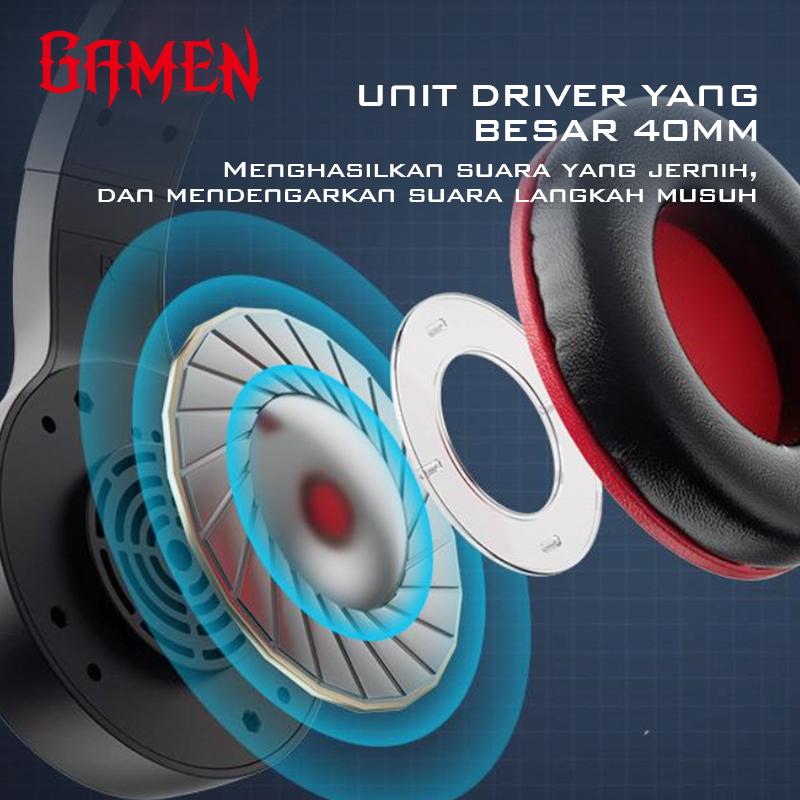 GAMEN
UNIT DRIVER YANG
BESAR 40MM
MENGHASILKAN SUARA YANG JERNIH,
DAN MENDENGARKAN SUARA LANGKAH MUSUH
R